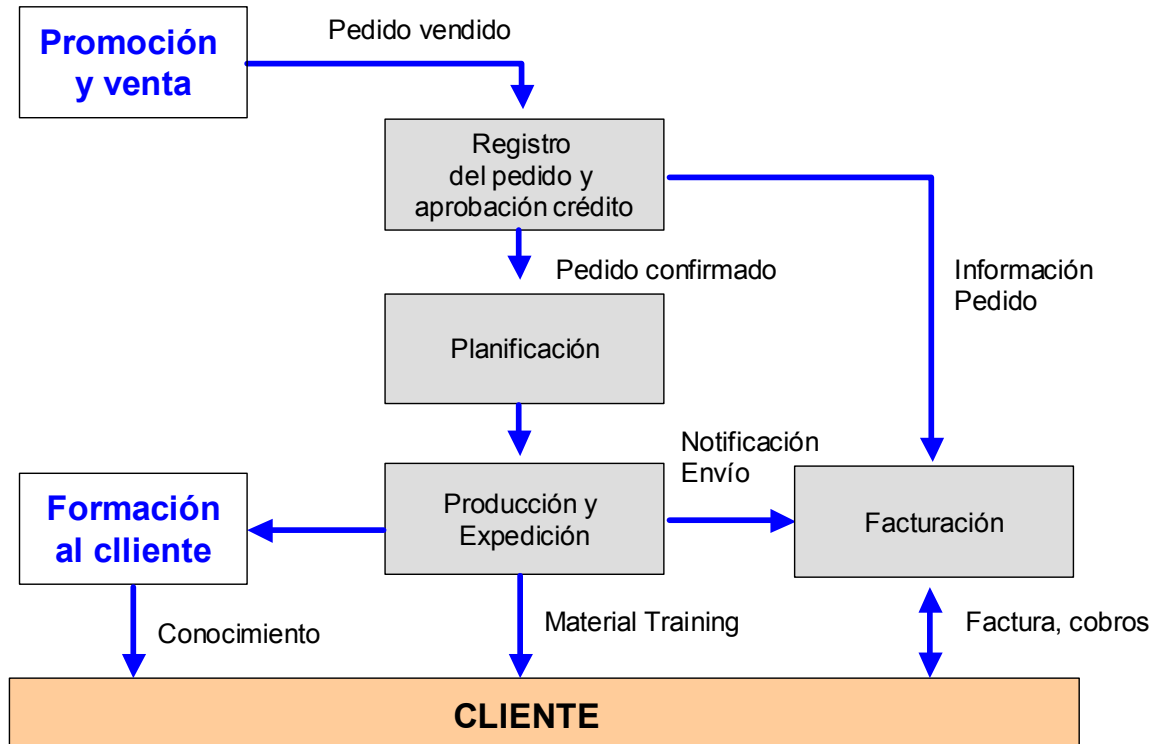 Promoción
y venta
Pedido vendido
Registro
del pedido y
aprobación crédito
Pedido confirmado
Información
Pedido
Planificación
Notificación
Envío
Formación
al clliente
Producción y
Expedición
Facturación
Conocimiento
Material Training
Factura, cobros
CLIENTE